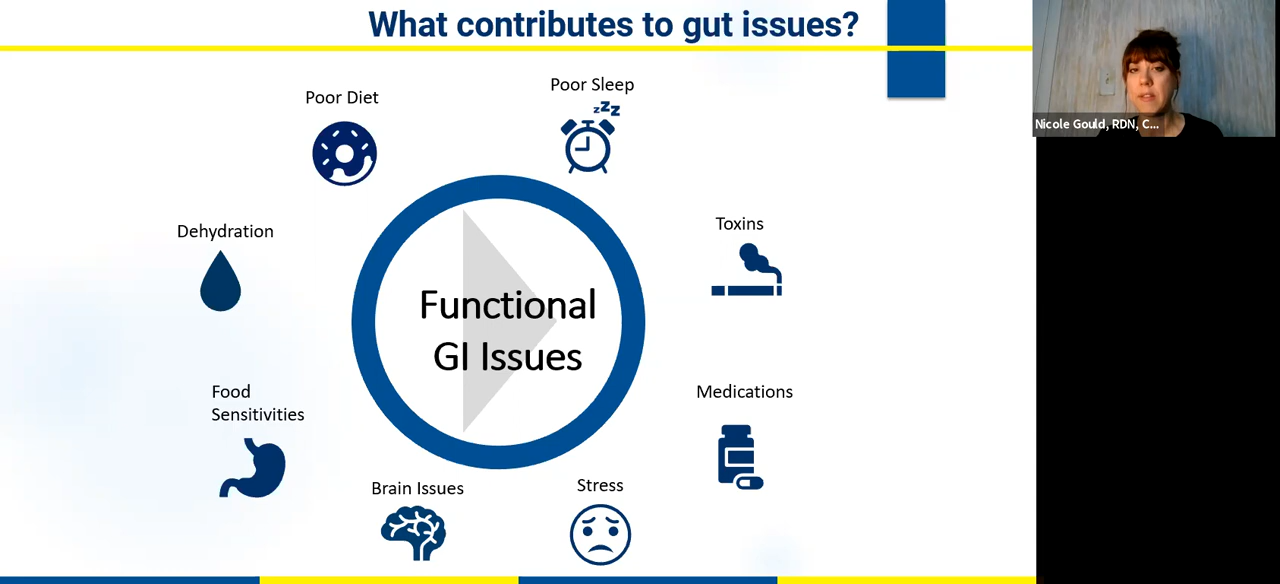 What contributes to gut issues?
Poor Diet
Poor Sleep
zzZZ
Nicole Gould, RDN, C...
Dehydration
Toxins
Functional
GI Issues
Food
Sensitivities
Medications
Brain Issues
Stress